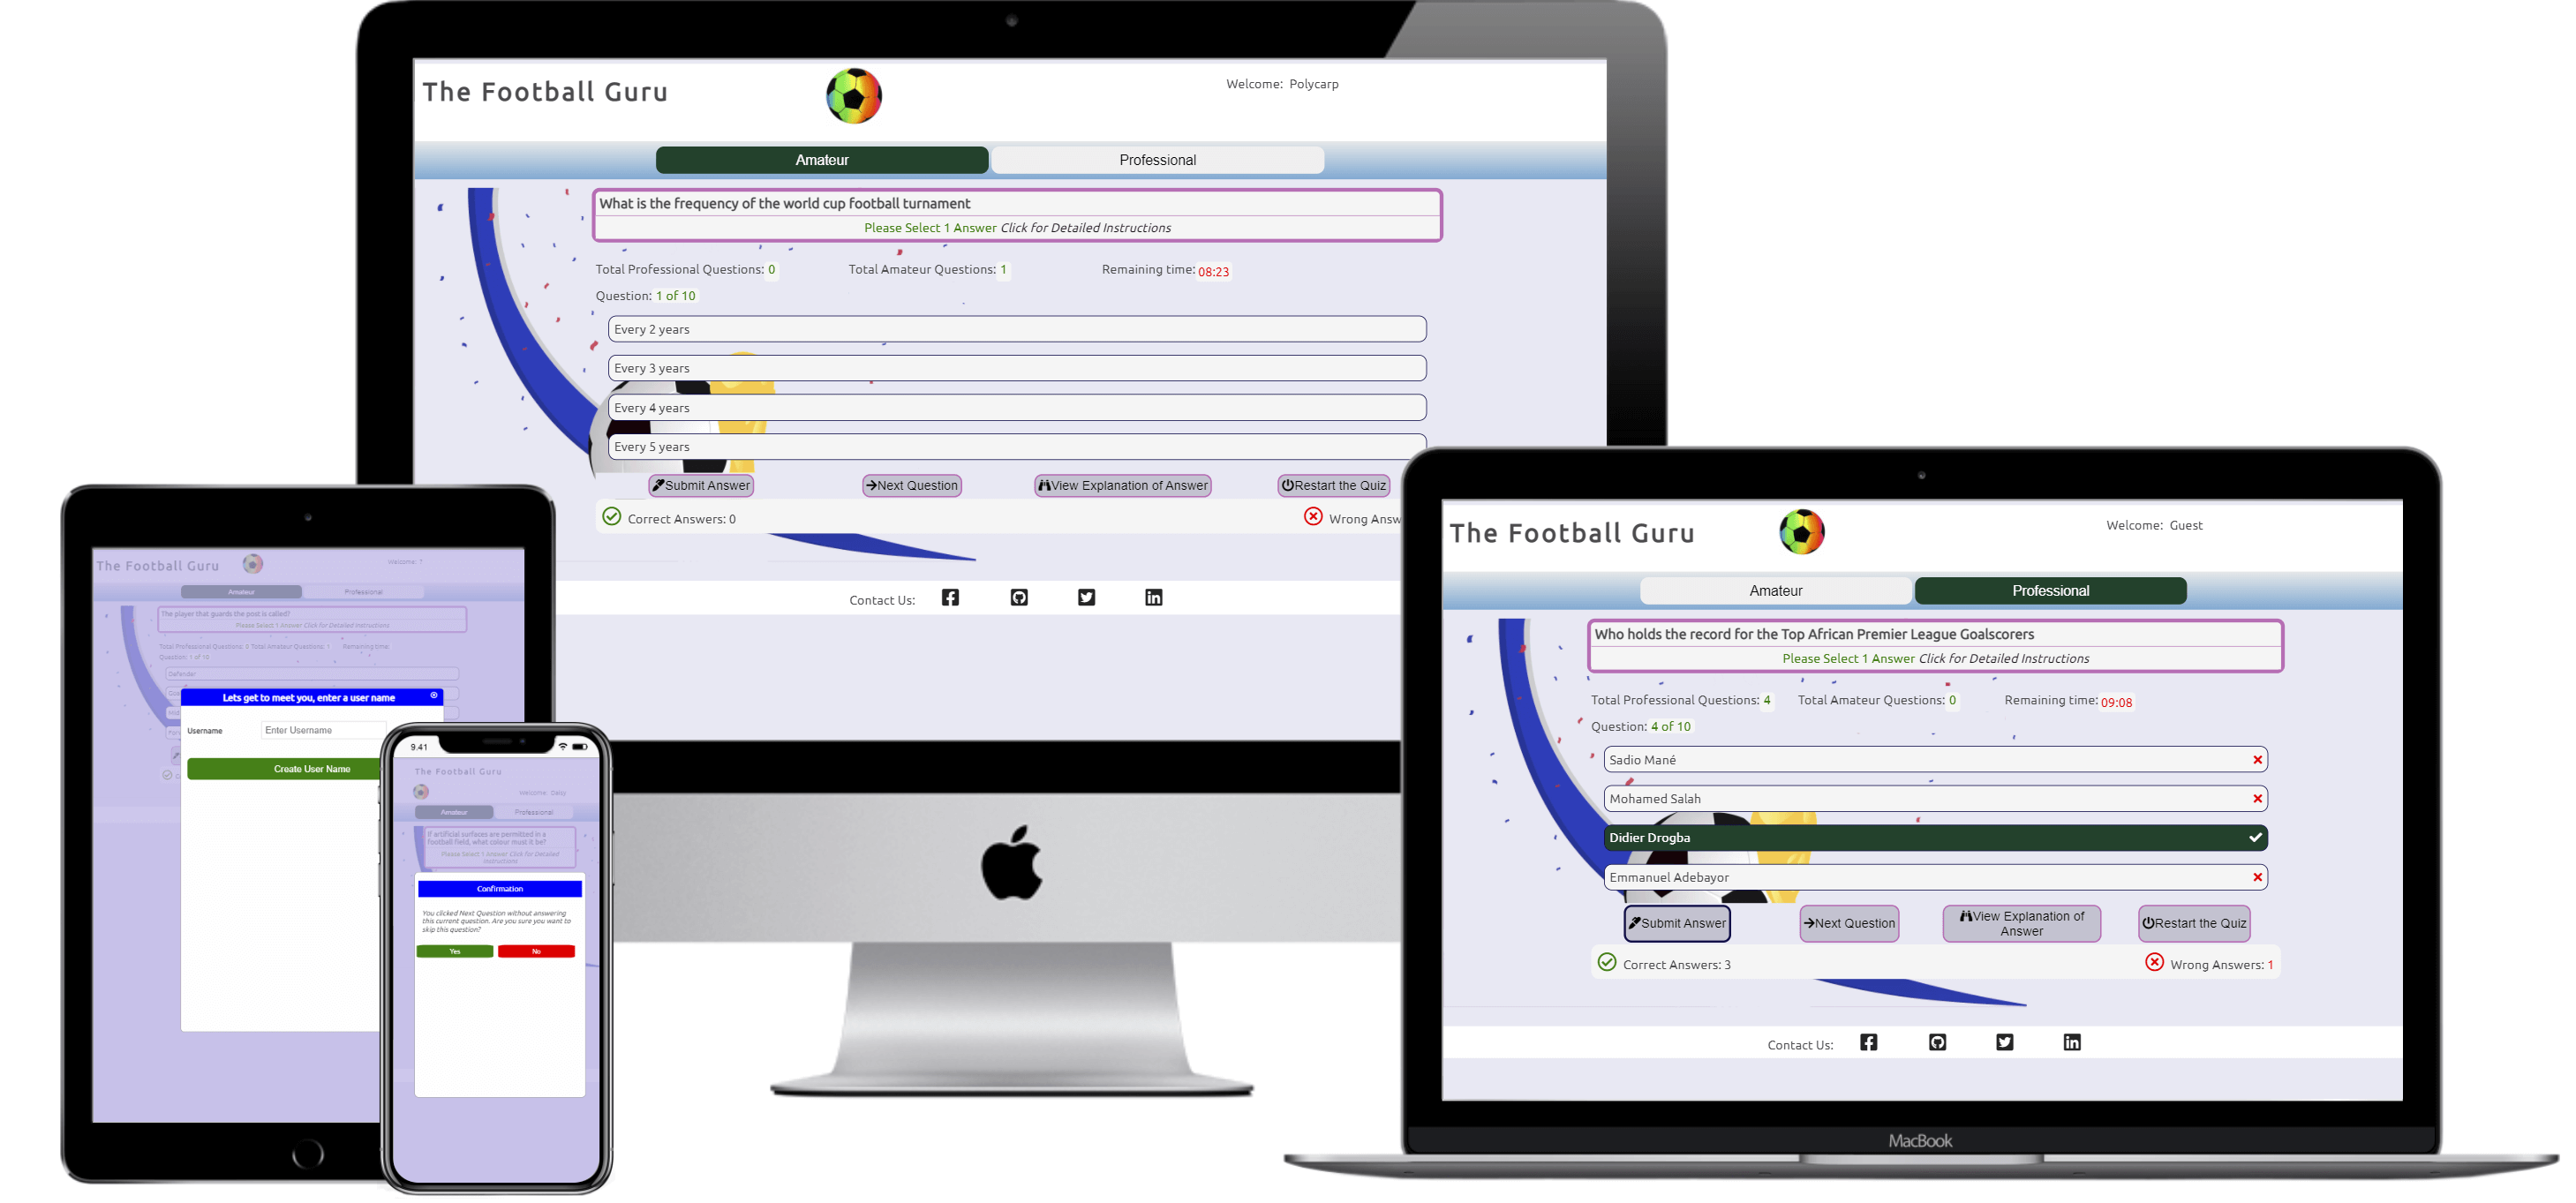 The Football Guru
Welcome: Polycarp
Amateur
Professional
What is the frequency of the world cup football turnament
Please Select 1 Answer Click for Detailed Instructions
Total Professional Questions: 0
Total Amateur Questions: 1
Remaining time: 08:23
Question: 1 of 10
Every 2 years
Every 3 years
Every 4 years
Every 5 years
Submit Answer
Next Question
View Explanation of Answer
Restart the Quiz
Correct Answers: 0
Wrong Answ
Contact Us:
The Football Guru
Welcome: ?
Amateur
Professional
The player that guards the post is called?
Please Select 1 Answer Click for Detailed Instructions
Total Professional Questions: 0 Total Amateur Questions: 1 Remaining time:
Question: 1 of 10
Defender
Lets get to meet you, enter a user name
Username
Enter Username
Create User Name
9.41
The Football Guru
Welcome: Daisy
Amateur
Professional
If artificial surfaces are permitted in a
football field, what colour must it be?
Please Select 1 Answer Click for Detailed
Instructions
Confirmation
You clicked Next Question without answering
this current question. Are you sure you want to
skip this question?
Yes
No
The Football Guru
Welcome: Guest
Amateur
Professional
Who holds the record for the Top African Premier League Goalscorers
Please Select 1 Answer Click for Detailed Instructions
Total Professional Questions: 4
Total Amateur Questions: 0
Remaining time: 09:08
Question: 4 of 10
Sadio Mané
Mohamed Salah
Didier Drogba
Emmanuel Adebayor
Submit Answer
Next Question
View Explanation of
Answer
Restart the Quiz
Correct Answers: 3
Wrong Answers: 1
Contact Us:
MacBook